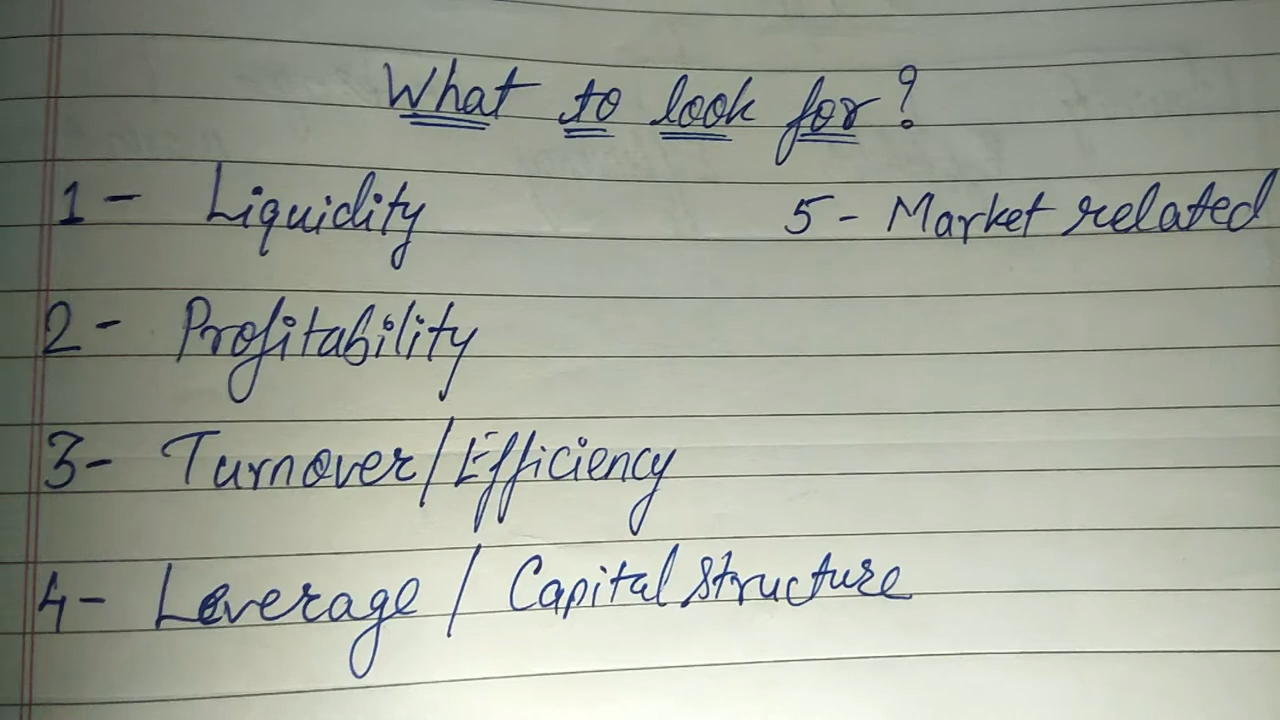 What to look for?
1- Liquidity
2- Profitability
3- Turnover/Efficiency
4- Leverage / Capital structure
5- Market related